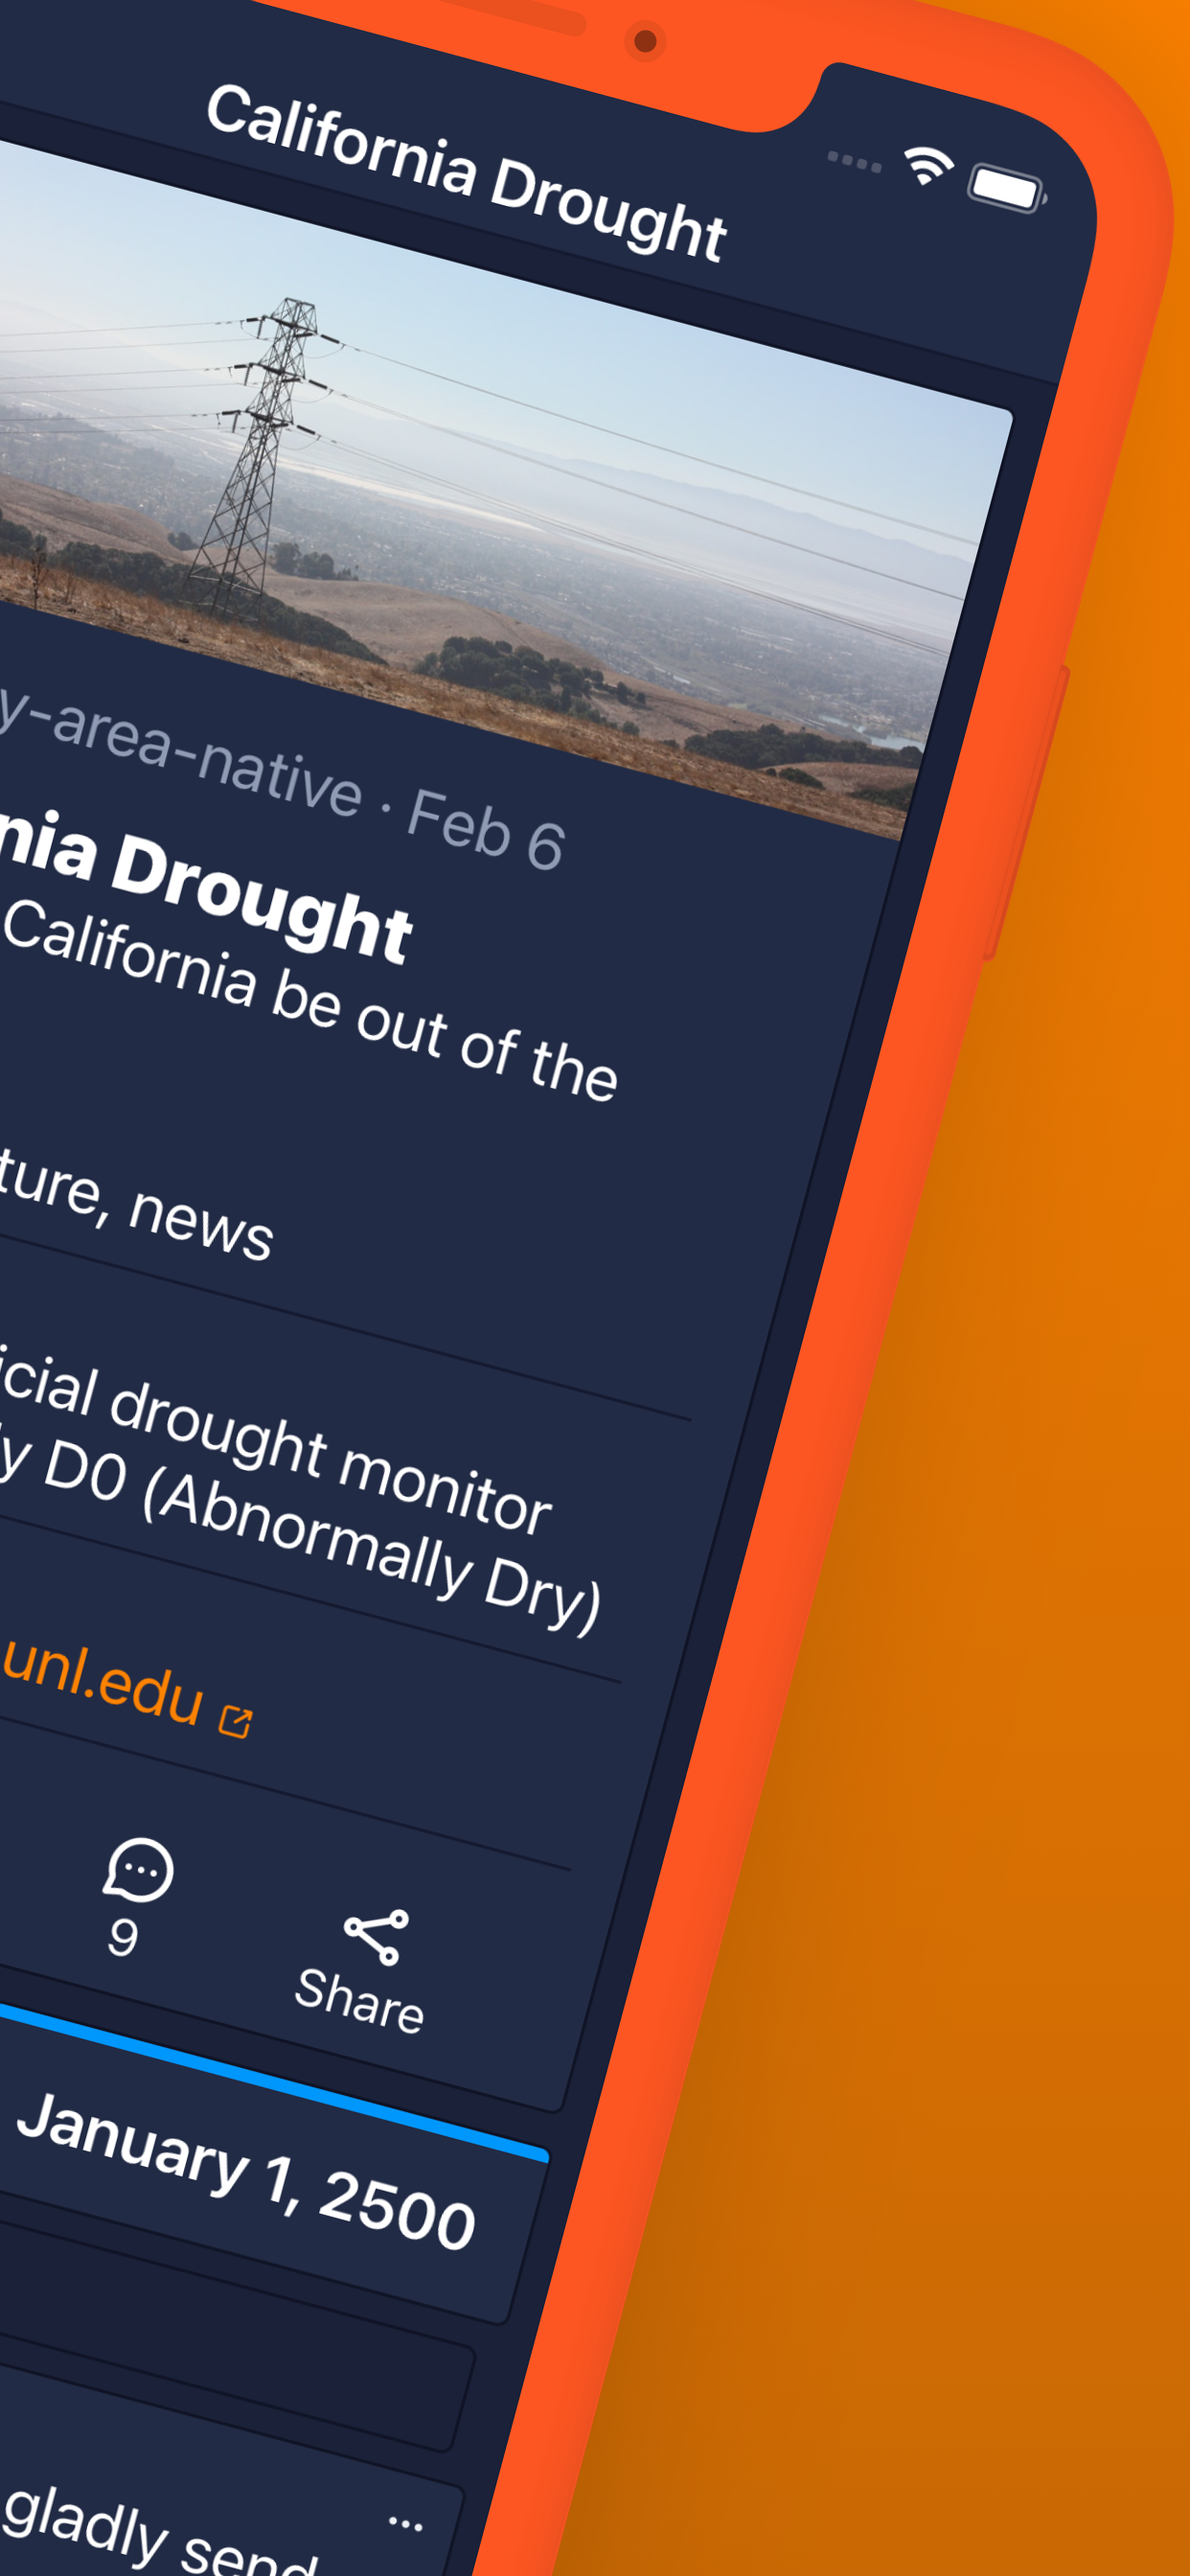 California Drought
y-area-native · Feb 6
nia Drought
California be out of the
ture, news
icial drought monitor
ly D0 (Abnormally Dry)
unl.edu
9
Share
January 1, 2500
...
gladly send